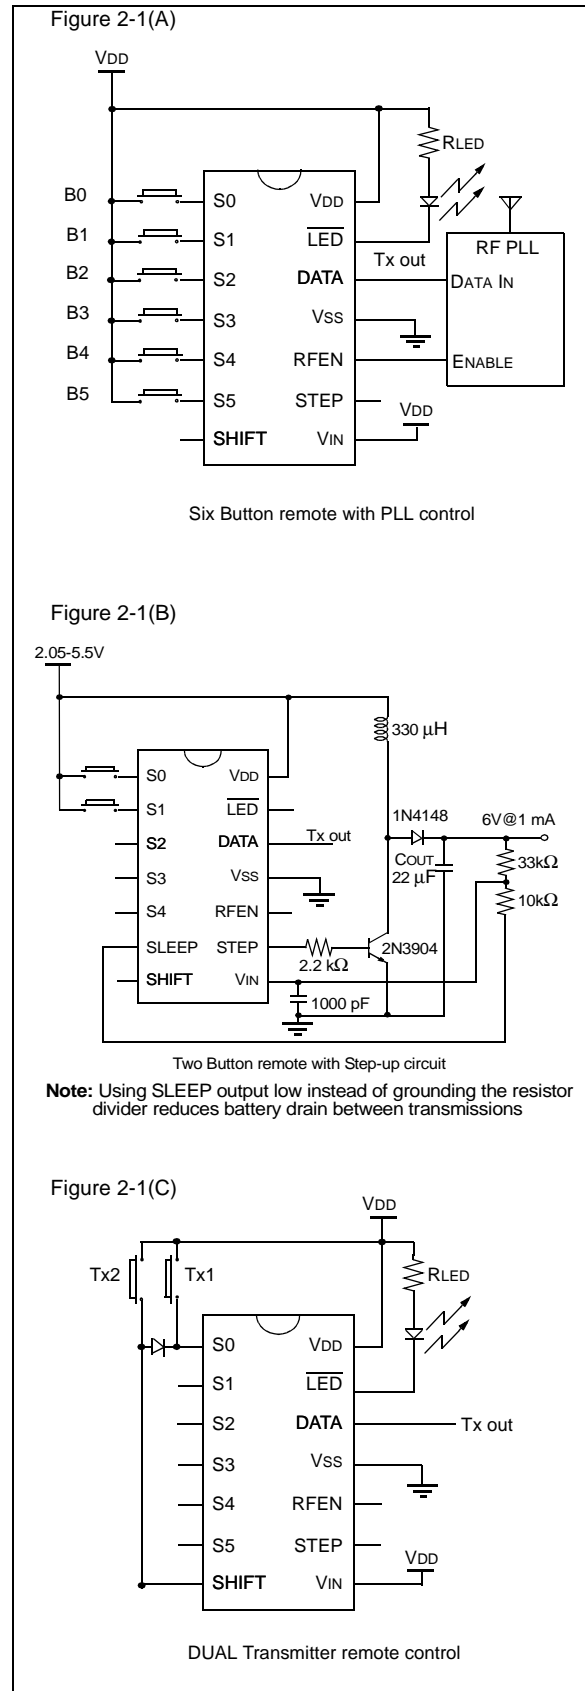 Figure 2-1(A)
VDD
RLED
B0 S0 VDD
B1 S1 LED
RF PLL
Tx out
B2 S2 DATA DATA IN
B3 S3 VSS
B4 S4 RFEN ENABLE
B5 S5 STEP
VDD
SHIFT VIN
Six Button remote with PLL control
Figure 2-1(B)
2.05-5.5V
330 μH
S0 VDD
S1 LED
1N4148 6V@1 mA
S2 DATA Tx out
COUT
22 μF
33kΩ
S3 VSS
S4 RFEN
10kΩ
SLEEP STEP
2.2 kΩ
2N3904
SHIFT VIN
1000 pF
Two Button remote with Step-up circuit
Note: Using SLEEP output low instead of grounding the resistor
divider reduces battery drain between transmissions
Figure 2-1(C)
VDD
Tx2 Tx1
RLED
S0 VDD
S1 LED
S2 DATA Tx out
S3 VSS
S4 RFEN
S5 STEP
VDD
SHIFT VIN
DUAL Transmitter remote control